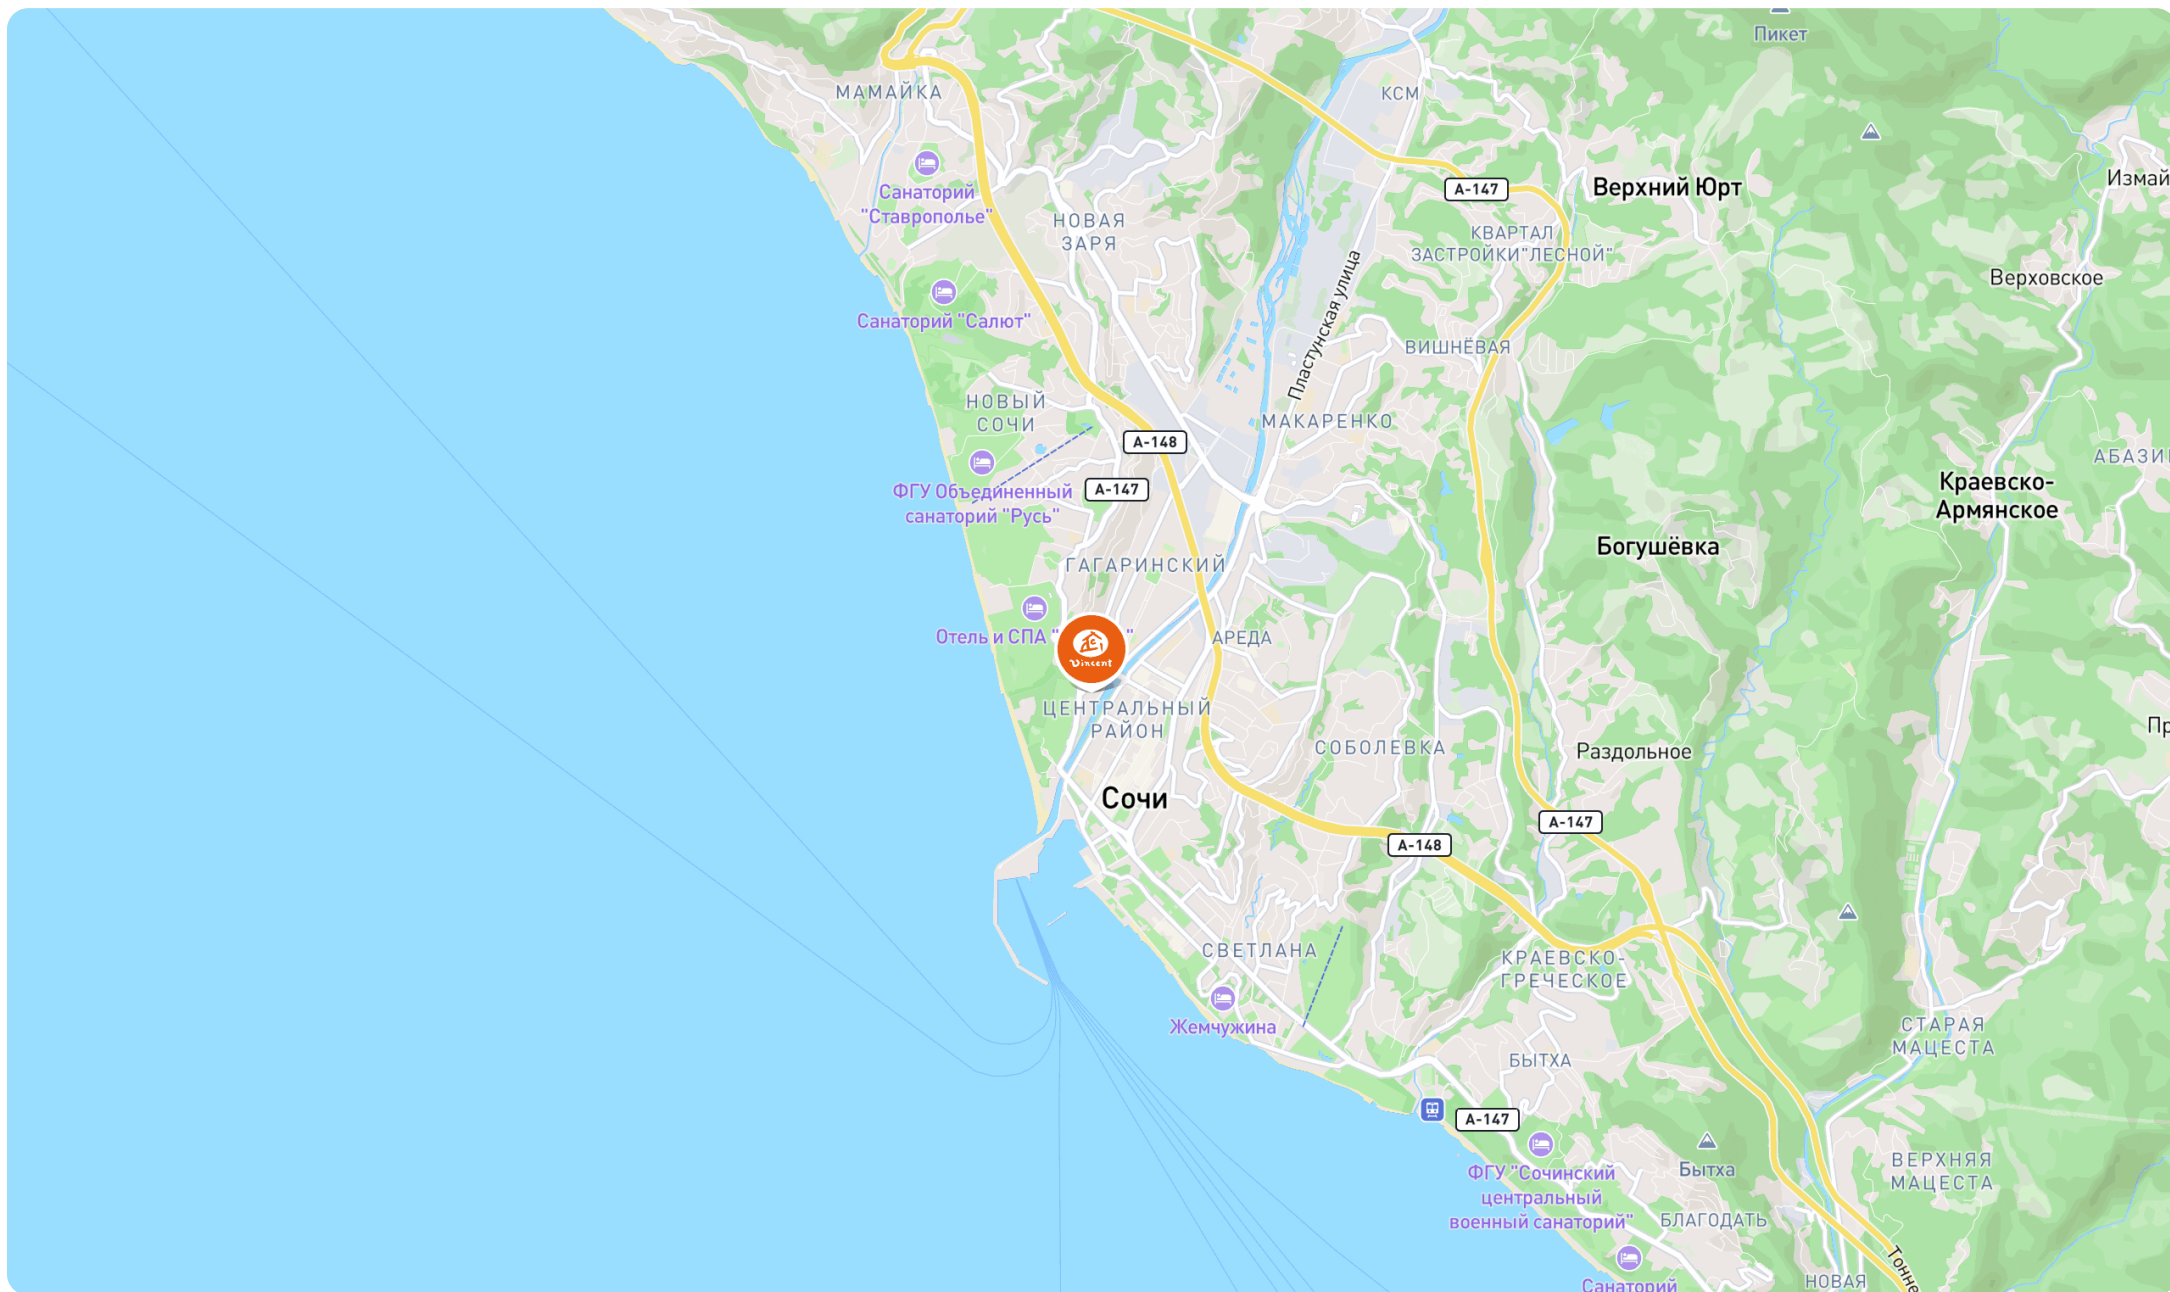 Пикет
МАМАЙКА
КСМ
Измай
Санаторий
"Ставрополье"
А-147
Верхний Юрт
НОВАЯ
ЗАРЯ
КВАРТАЛ
ЗАСТРОЙКИ"ЛЕСНОЙ"
Верховское
Санаторий "Салют"
Пластунская улица
ВИШНЁВАЯ
НОВЫЙ
СОЧИ
МАКАРЕНКО
А-148
АБАЗИ
ФГУ Объединенный
санаторий "Русь"
А-147
Краевско-
Армянское
Богушёвка
ГАГАРИНСКИЙ
Отель и СПА "
"
Vincent
АРЕДА
ЦЕНТРАЛЬНЫЙ
РАЙОН
Пр
СОБОЛЕВКА
Раздольное
Сочи
А-147
А-148
СВЕТЛАНА
КРАЕВСКО-
ГРЕЧЕСКОЕ
Жемчужина
СТАРАЯ
МАЦЕСТА
БЫТХА
А-147
ФГУ "Сочинский
центральный
военный санаторий"
Бытха
ВЕРХНЯЯ
МАЦЕСТА
БЛАГОДАТЬ
Санаторий
НОВАЯ
Тонне